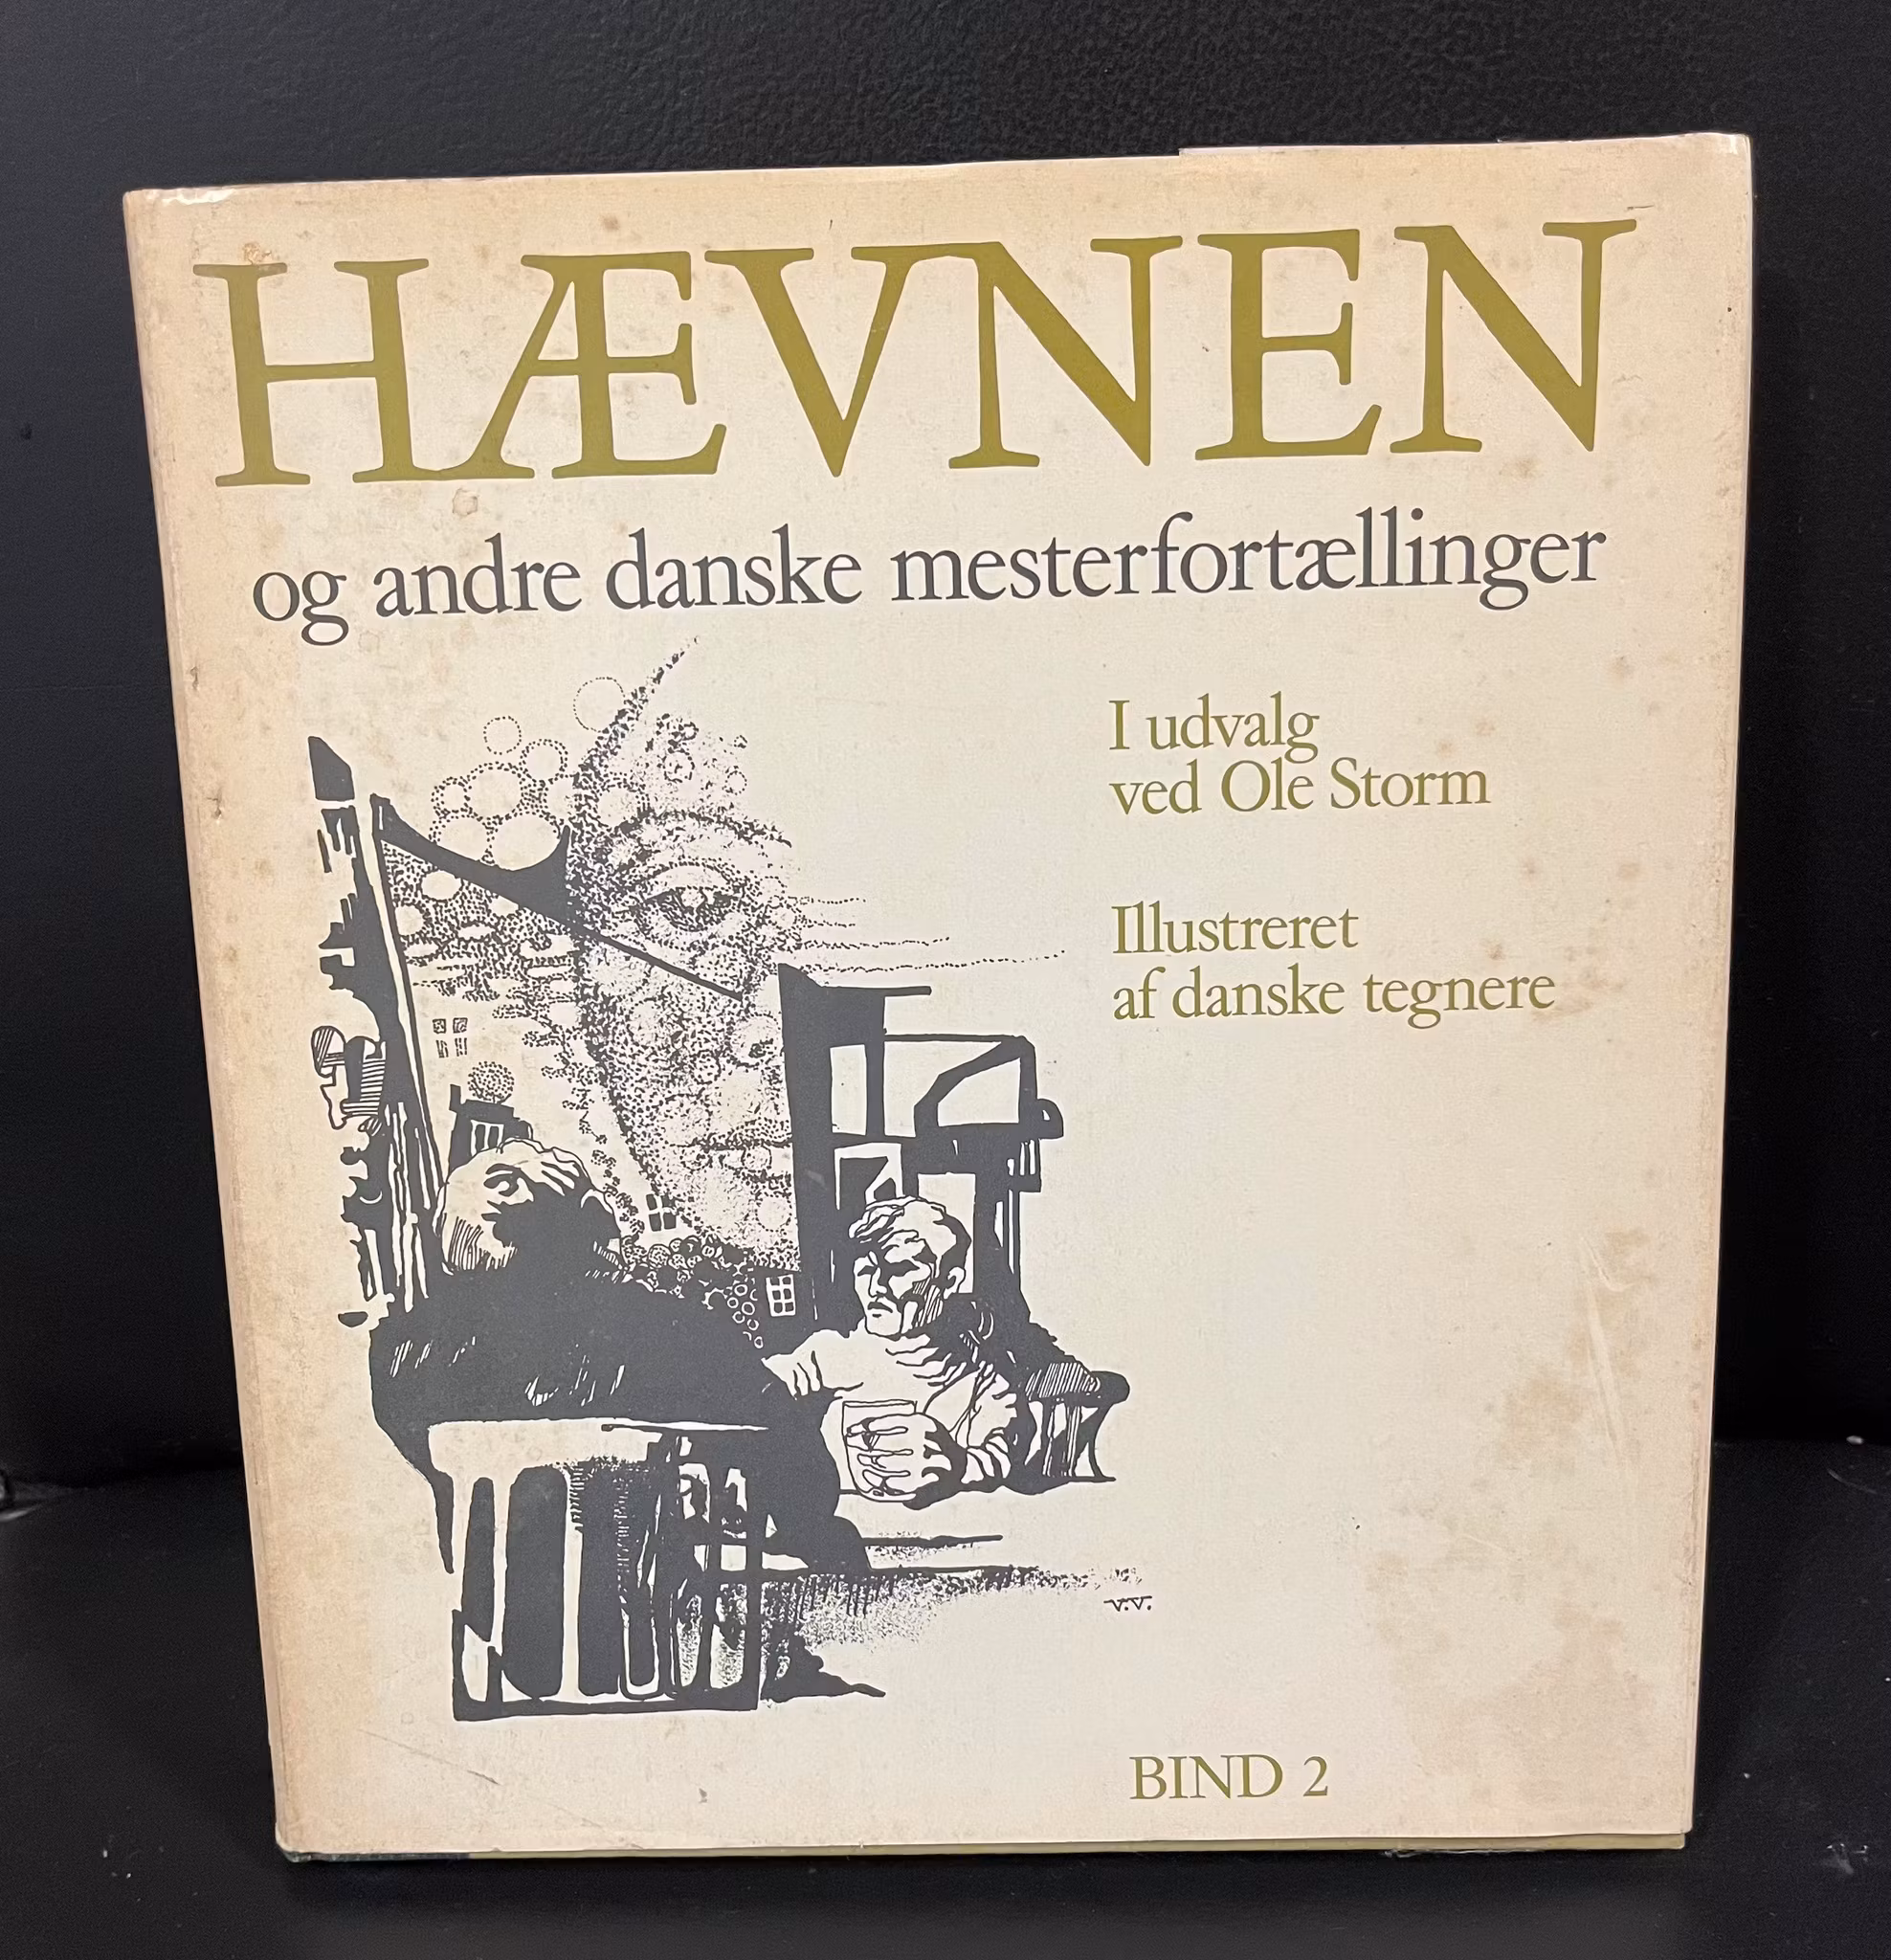 HÆVNEN
og andre danske mesterfortællinger
I udvalg
ved Ole Storm
Illustreret
af danske tegnere
V.V.
BIND 2